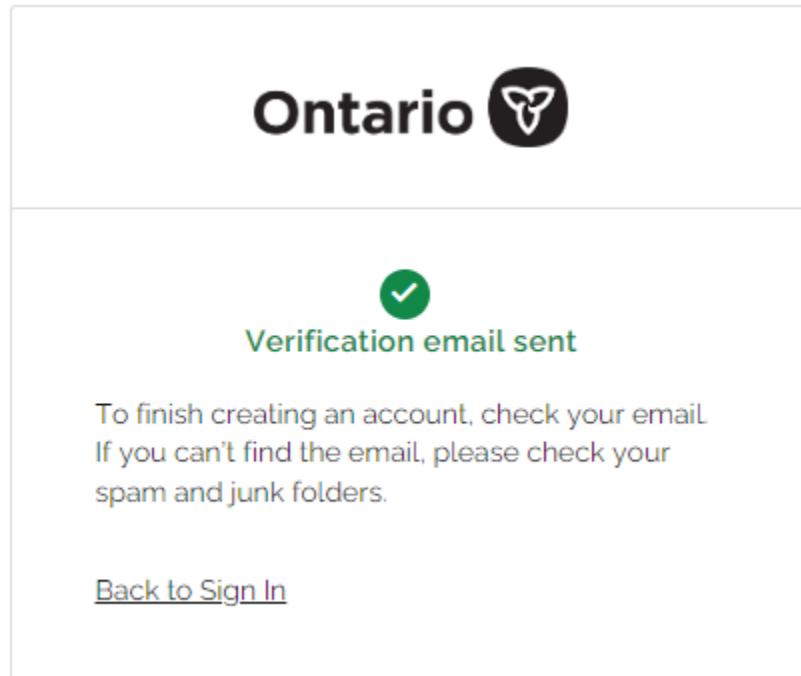 Ontario
Verification email sent
To finish creating an account, check your email.
If you can't find the email, please check your
spam and junk folders.
Back to Sign In